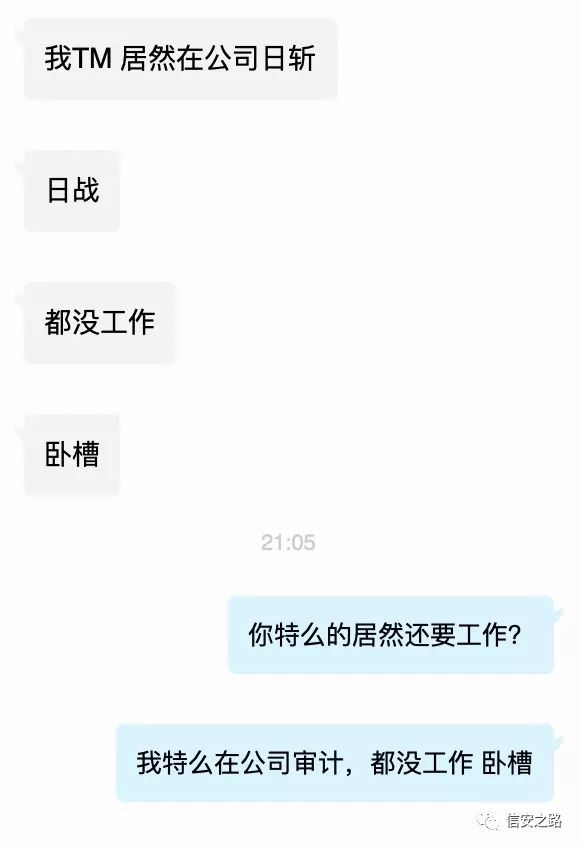 我TM 居然在公司日斩
日战
都没工作
卧槽
21:05
你特么的居然还要工作？
我特么在公司审计，都没工作 卧槽
信安之路